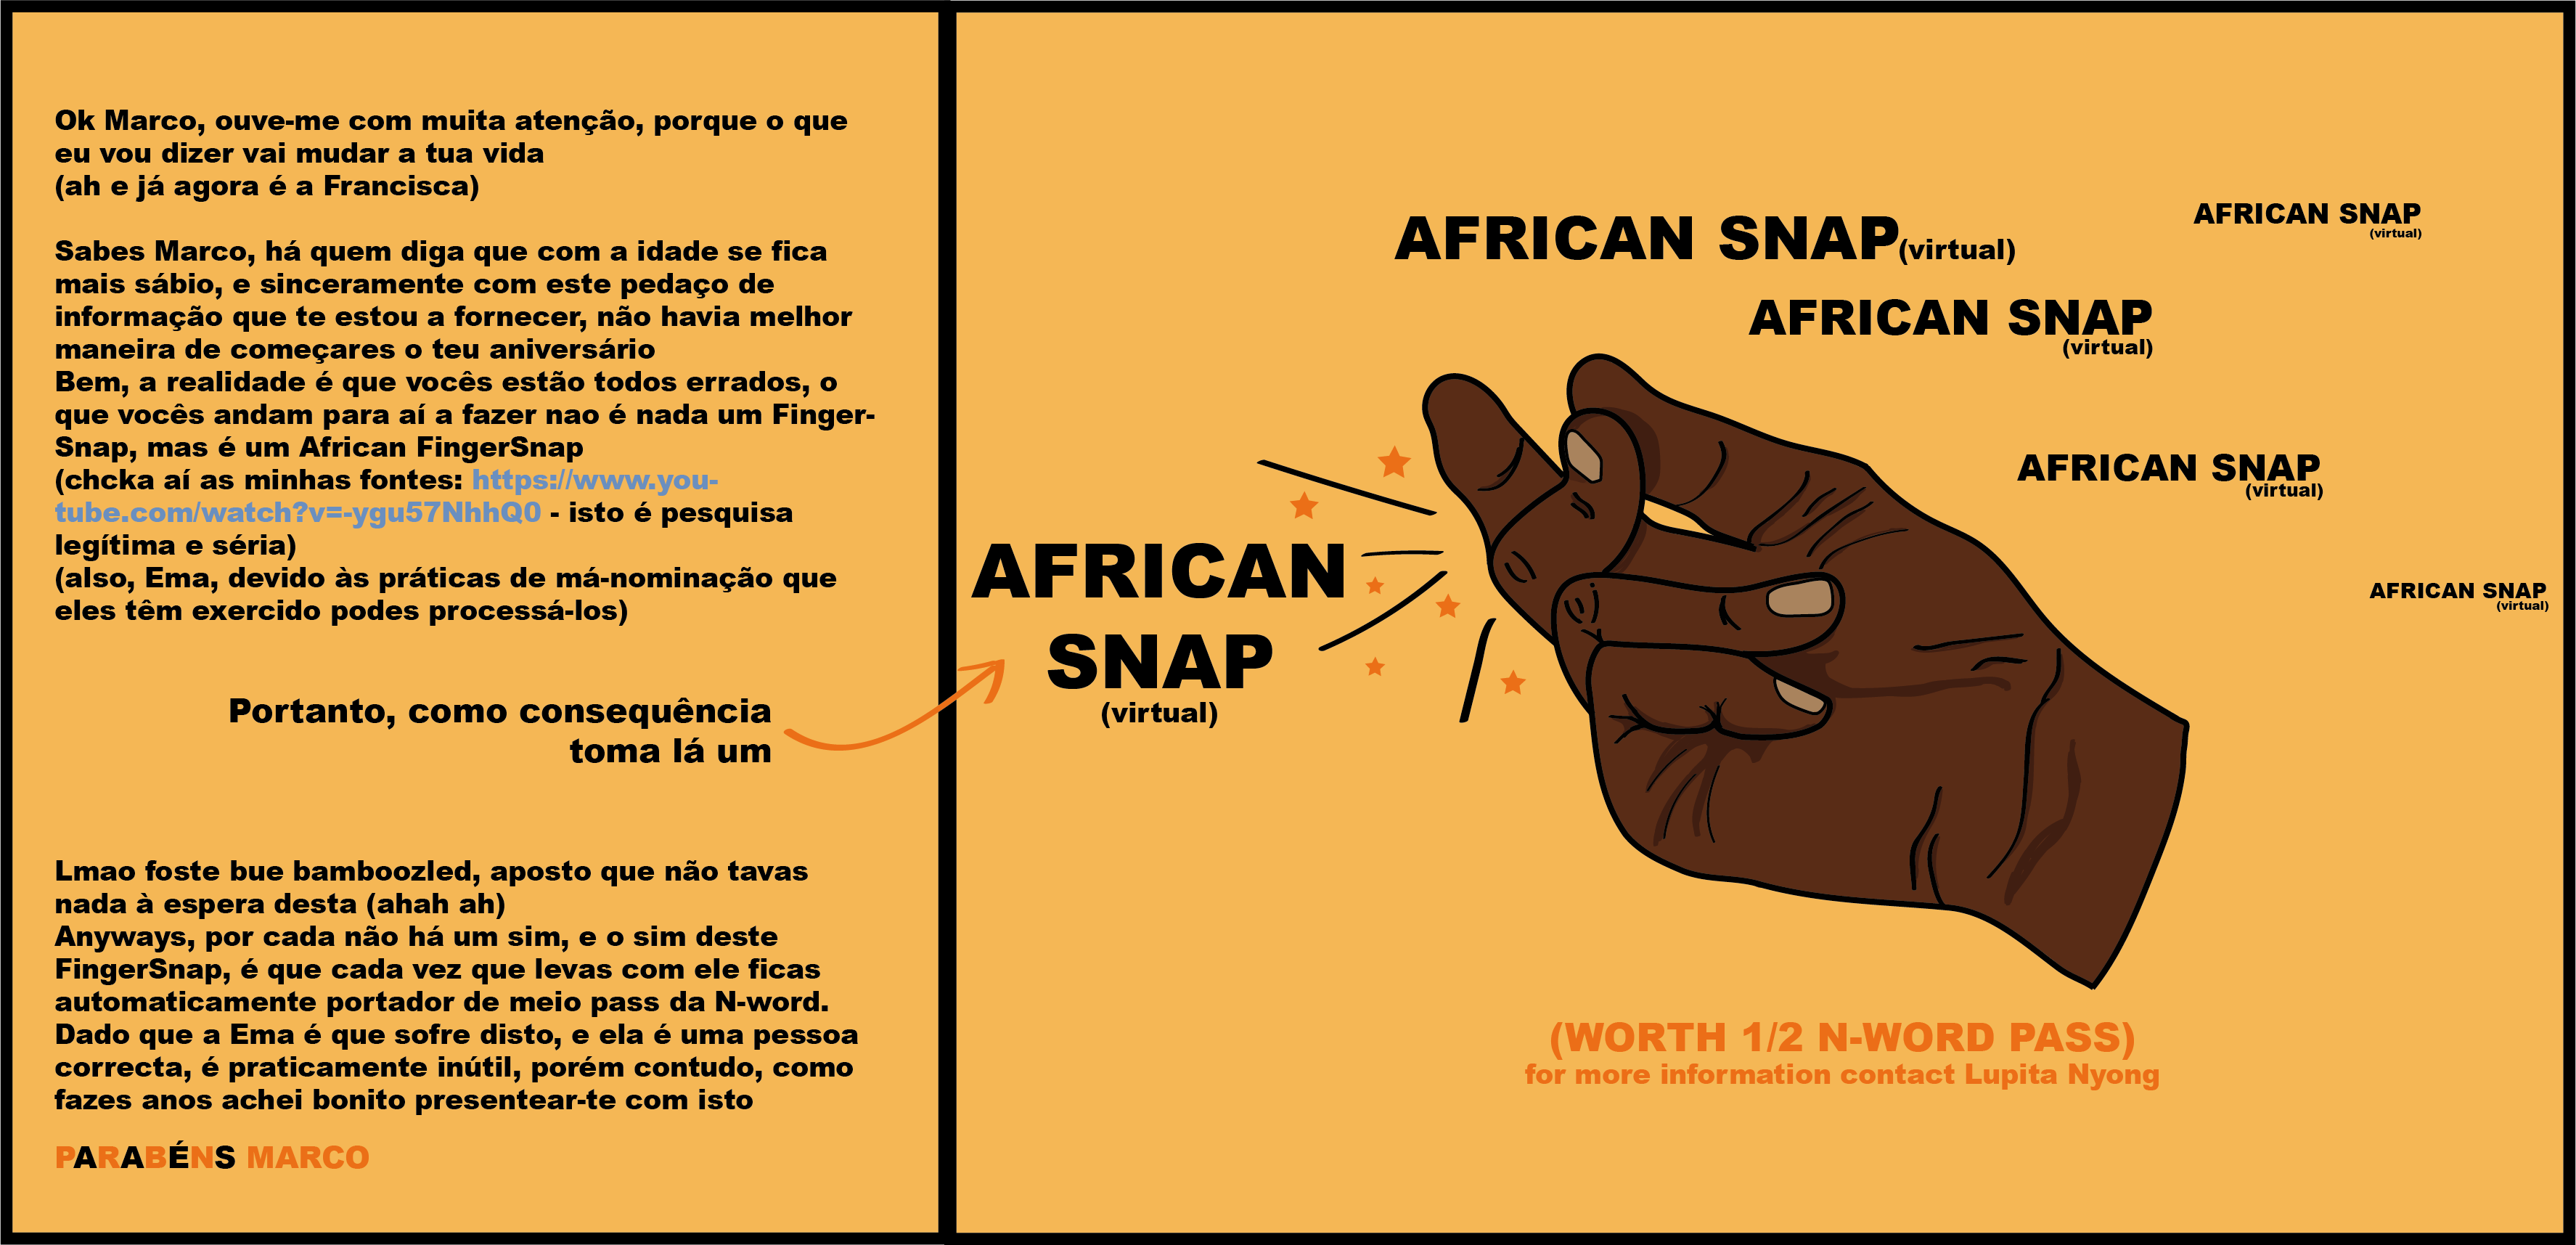 Ok Marco, ouve-me com muita atenção, porque o que
eu vou dizer vai mudar a tua vida
(ah e já agora é a Francisca)
Sabes Marco, há quem diga que com a idade se fica
mais sábio, e sinceramente com este pedaço de
informação que te estou a fornecer, não havia melhor
maneira de começares o teu aniversário
Bem, a realidade é que vocês estão todos errados, o
que vocês andam para aí a fazer nao é nada um Finger-
Snap, mas é um African FingerSnap
(chcka aí as minhas fontes: https://www.you-
tube.com/watch?v=-ygu57NhhQ0 - isto é pesquisa
legítima e séria)
(also, Ema, devido às práticas de má-nominação que
eles têm exercido podes processá-los)
Portanto, como consequência
toma lá um
Lmao foste bue bamboozled, aposto que não tavas
nada à espera desta (ahah ah)
Anyways, por cada não há um sim, e o sim deste
FingerSnap, é que cada vez que levas com ele ficas
automaticamente portador de meio pass da N-word.
Dado que a Ema é que sofre disto, e ela é uma pessoa
correcta, é praticamente inútil, porém contudo, como
fazes anos achei bonito presentear-te com isto
PARABÉNS MARCO
AFRICAN
SNAP
(virtual)
AFRICAN SNAP(virtual)
AFRICAN SNAP
(virtual)
AFRICAN SNAP
(virtual)
AFRICAN SNAP
(virtual)
AFRICAN SNAP
(virtual)
(WORTH 1/2 N-WORD PASS)
for more information contact Lupita Nyong